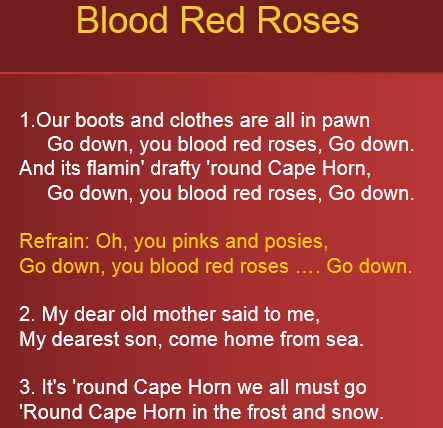 Blood Red Roses
1.Our boots and clothes are all in pawn
Go down, you blood red roses, Go down.
And its flamin' drafty 'round Cape Horn,
Go down, you blood red roses, Go down.
Refrain: Oh, you pinks and posies,
Go down, you blood red roses …. Go down.
2. My dear old mother said to me,
My dearest son, come home from sea.
3. It's 'round Cape Horn we all must go
'Round Cape Horn in the frost and snow.